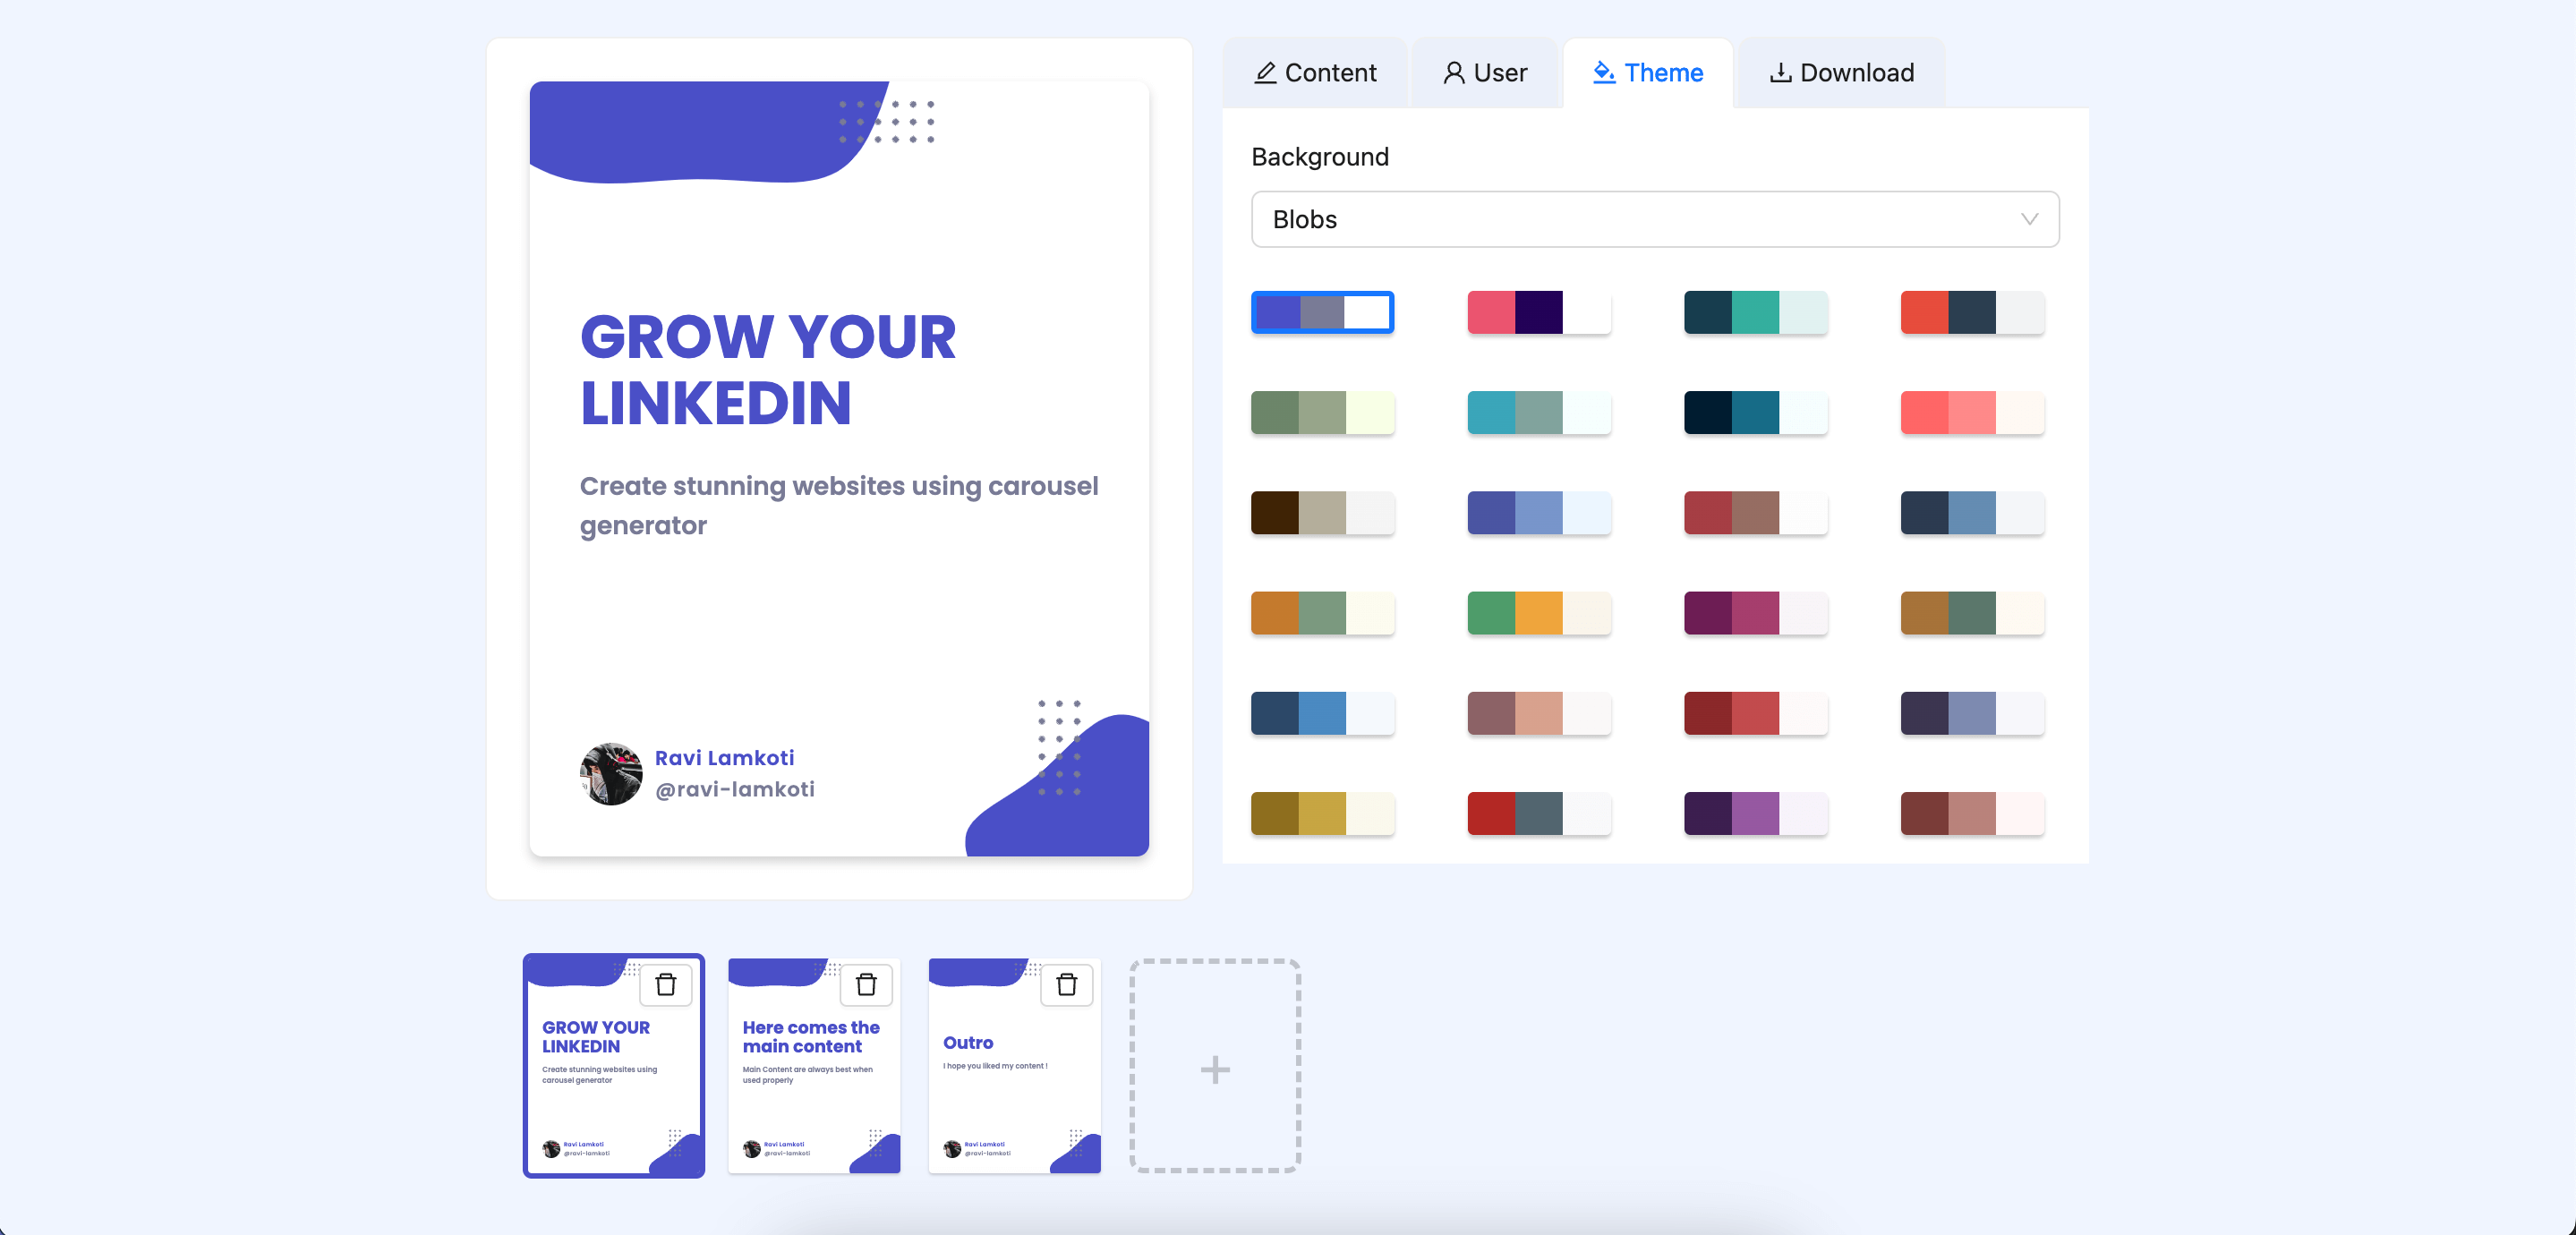 Content
User
Theme
Download
Background
Blobs
GROW YOUR
LINKEDIN
Create stunning websites using carousel
generator
Ravi Lamkoti
@ravi-lamkoti
GROW YOUR
LINKEDIN
Create stunning websites using
carousel generator
Ravi Lamkoti
@ravi-lamkoti
Here comes the
main content
Main Content are always best when
used properly
Ravi Lamkoti
@ravi-lamkoti
Outro
I hope you liked my content !
Ravi Lamkoti
@ravi-lamkoti